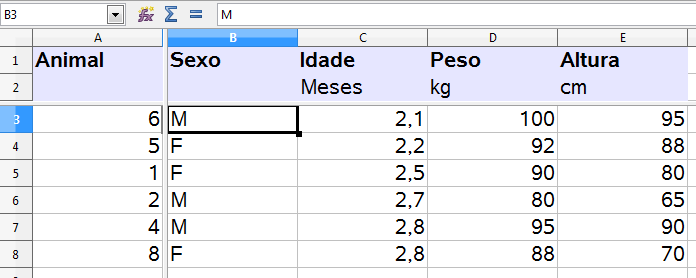 B3 M
A B C D E
1 Animal Sexo Idade Peso Altura
2 Meses kg cm
3 6 M 2,1 100 95
4 5 F 2,2 92 88
5 1 F 2,5 90 80
6 2 M 2,7 80 65
7 4 M 2,8 95 90
8 8 F 2,8 88 70